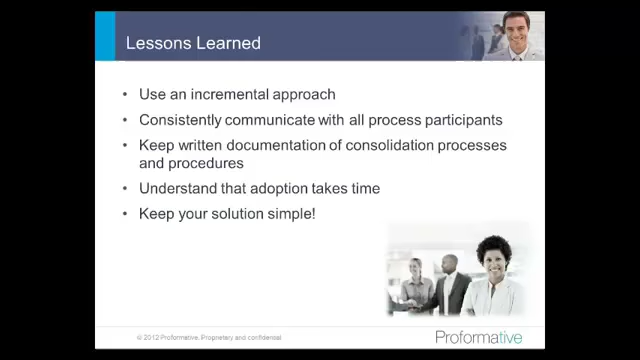 Lessons Learned
• Use an incremental approach
• Consistently communicate with all process participants
• Keep written documentation of consolidation processes
and procedures
• Understand that adoption takes time
• Keep your solution simple!
© 2012 Proformative, Proprietary and confidential
Proformative